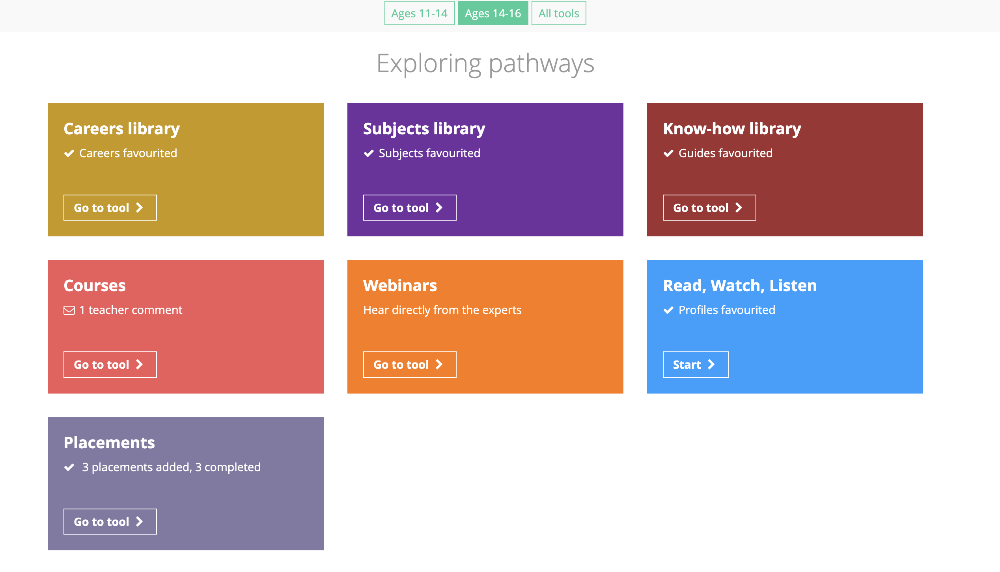 Ages 11-14
Ages 14-16
All tools
Exploring pathways
Careers library
Careers favourited
Go to tool
Subjects library
Subjects favourited
Go to tool
Know-how library
Guides favourited
Go to tool
Courses
1 teacher comment
Go to tool
Webinars
Hear directly from the experts
Go to tool
Read, Watch, Listen
Profiles favourited
Start
Placements
3 placements added, 3 completed
Go to tool